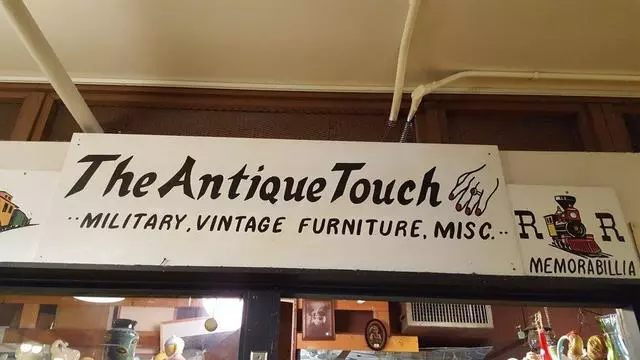 The Antique Touch
··MILITARY, VINTAGE FURNITURE, MISC.··
R R
MEMORABILLIA